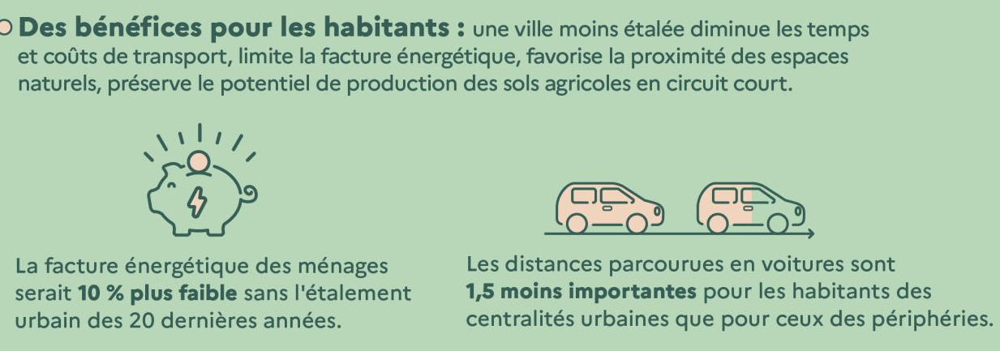 Des bénéfices pour les habitants : une ville moins étalée diminue les temps
et coûts de transport, limite la facture énergétique, favorise la proximité des espaces
naturels, préserve le potentiel de production des sols agricoles en circuit court.
La facture énergétique des ménages
serait 10 % plus faible sans l'étalement
urbain des 20 dernières années.
Les distances parcourues en voitures sont
1,5 moins importantes pour les habitants des
centralités urbaines que pour ceux des périphéries.